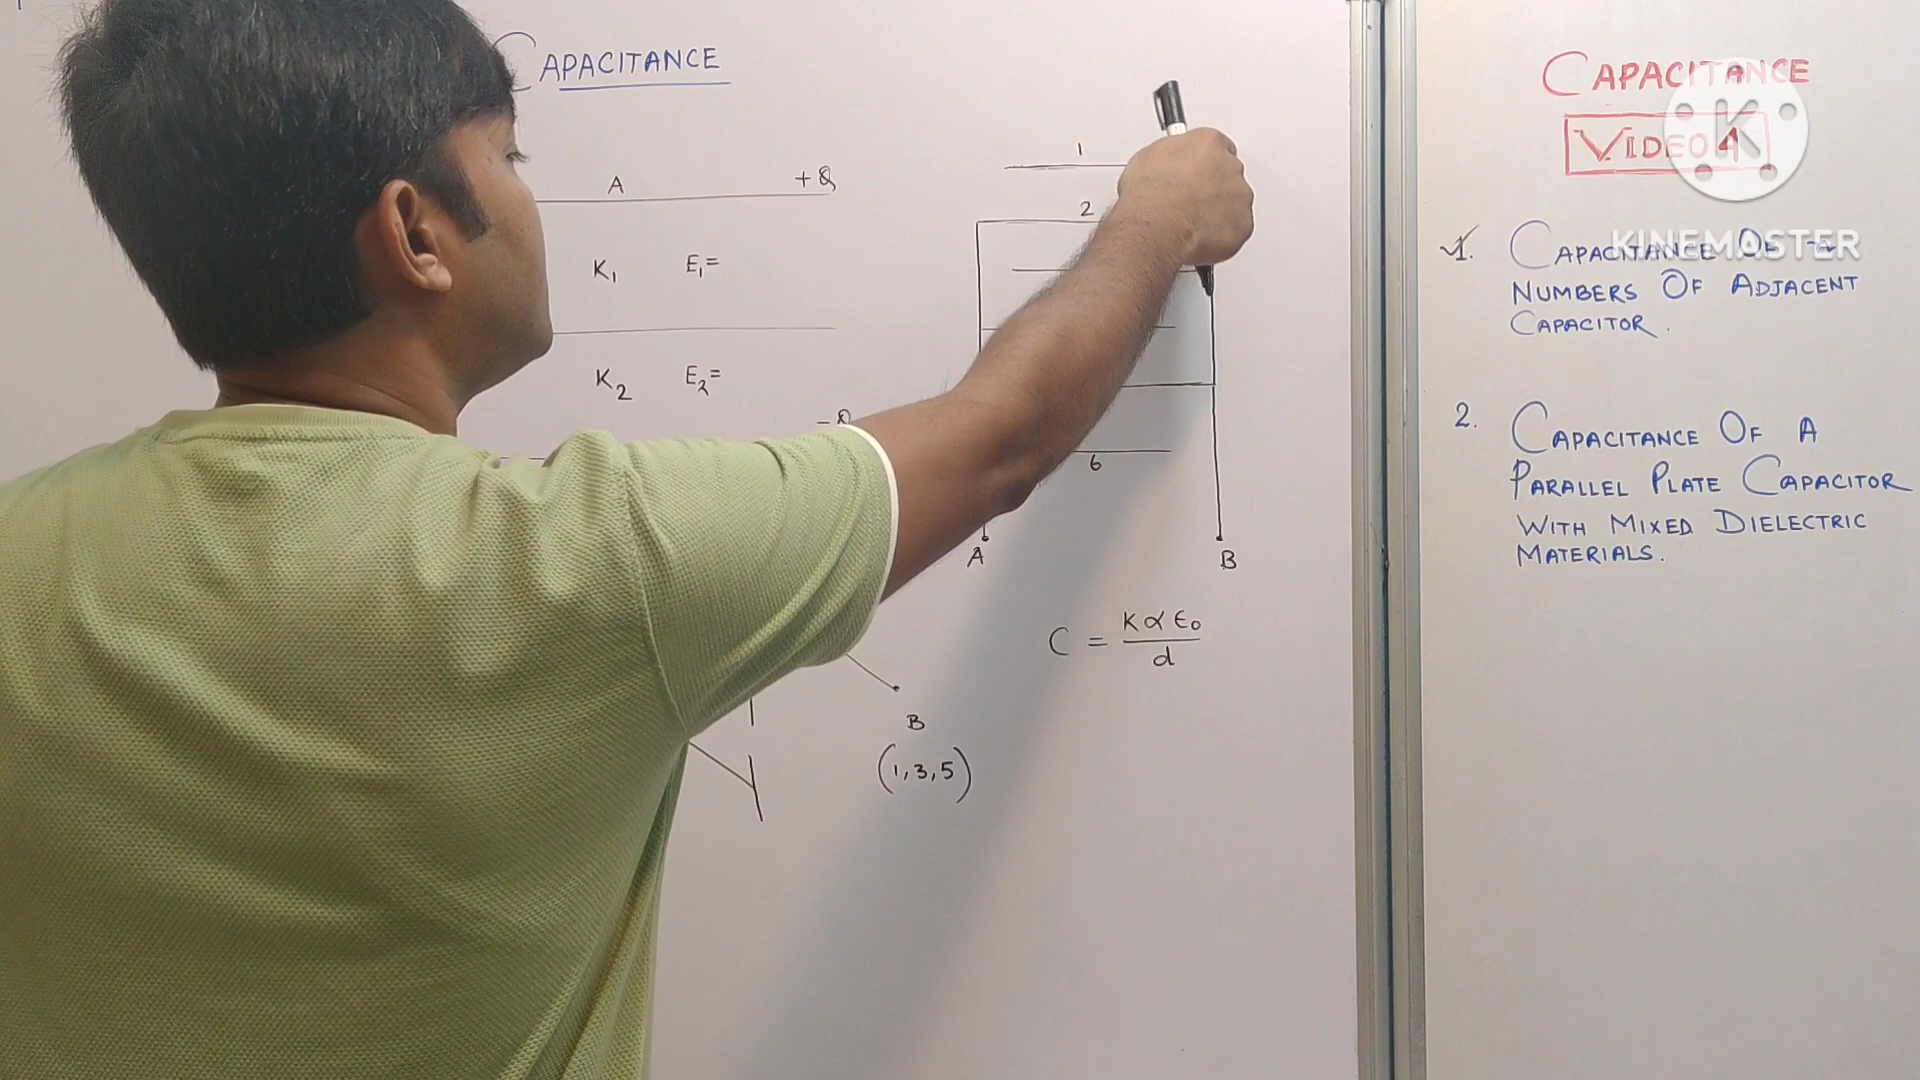 CAPACITANCE
A +Q
K1 E1=
K2 E2=
-Q
1
2
6
A B
C = K∝ϵ0/d
B
(1,3,5)
CAPACITANCE
VIDEO 4
K
KINEMASTER
1. CAPACITANCE OF n
NUMBERS OF ADJACENT
CAPACITOR.
2. CAPACITANCE OF A
PARALLEL PLATE CAPACITOR
WITH MIXED DIELECTRIC
MATERIALS.